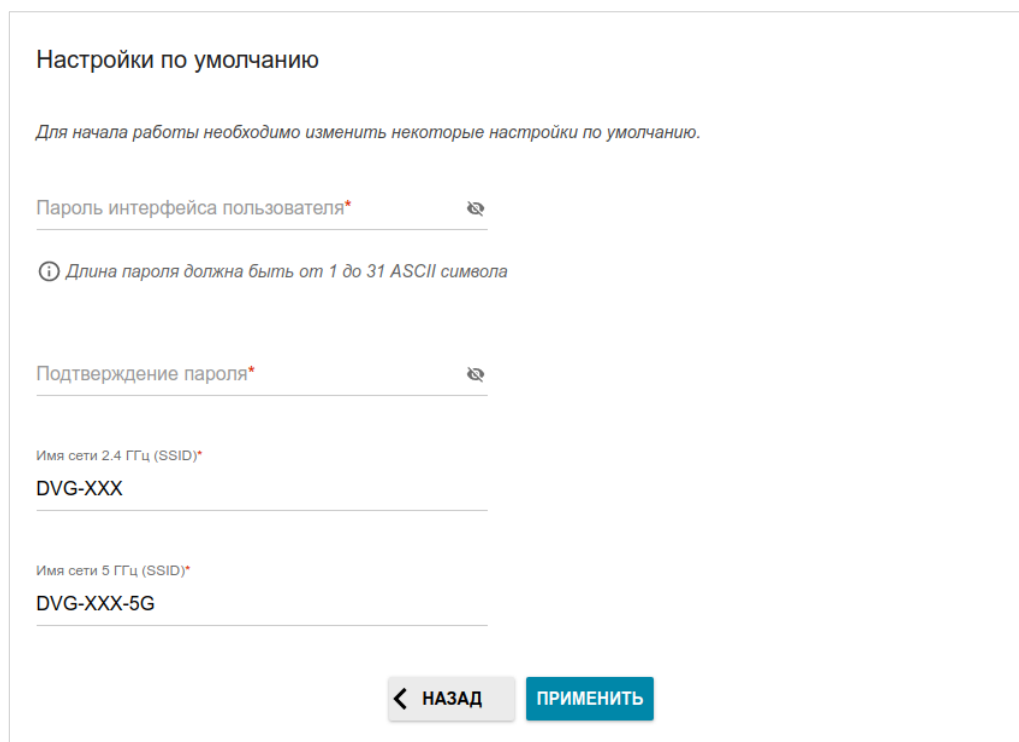 Настройки по умолчанию
Для начала работы необходимо изменить некоторые настройки по умолчанию.
Пароль интерфейса пользователя*
Длина пароля должна быть от 1 до 31 ASCII символа
Подтверждение пароля*
Имя сети 2.4 ГГц (SSID)*
DVG-XXX
Имя сети 5 ГГц (SSID)*
DVG-XXX-5G
НАЗАД
ПРИМЕНИТЬ